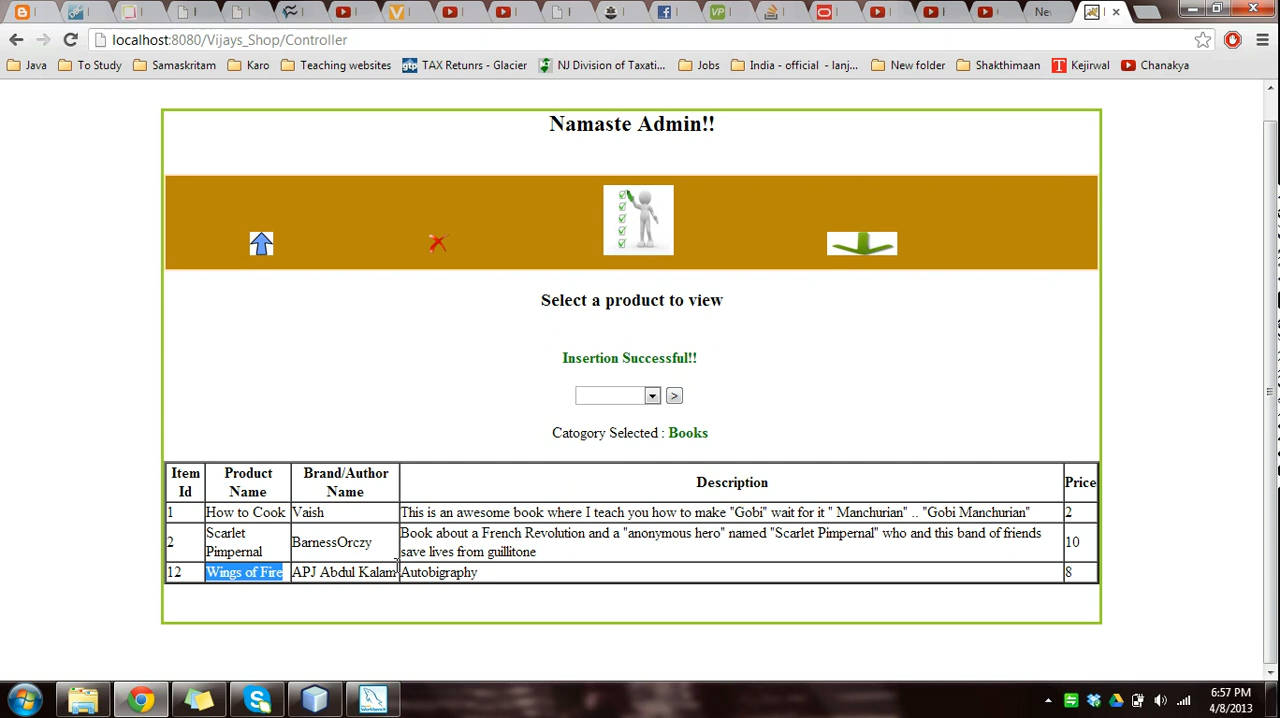 localhost:8080/Vijays_Shop/Controller
Java To Study Samaskritam Karo Teaching websites gtp TAX Retunrs - Glacier NJ Division of Taxati... Jobs India - official - lanj... New folder Shakthimaan Kejirwal Chanakya
Namaste Admin!!
Select a product to view
Insertion Successful!!
>
Catogory Selected : Books
Item Id Product Name Brand/Author Name Description Price
1 How to Cook Vaish This is an awesome book where I teach you how to make "Gobi" wait for it " Manchurian" .. "Gobi Manchurian" 2
2 Scarlet Pimpernal BarnessOrczy Book about a French Revolution and a "anonymous hero" named "Scarlet Pimpernal" who and this band of friends
save lives from guillitone 10
12 Wings of Fire APJ Abdul Kalam Autobigraphy 8
6:57 PM
4/8/2013